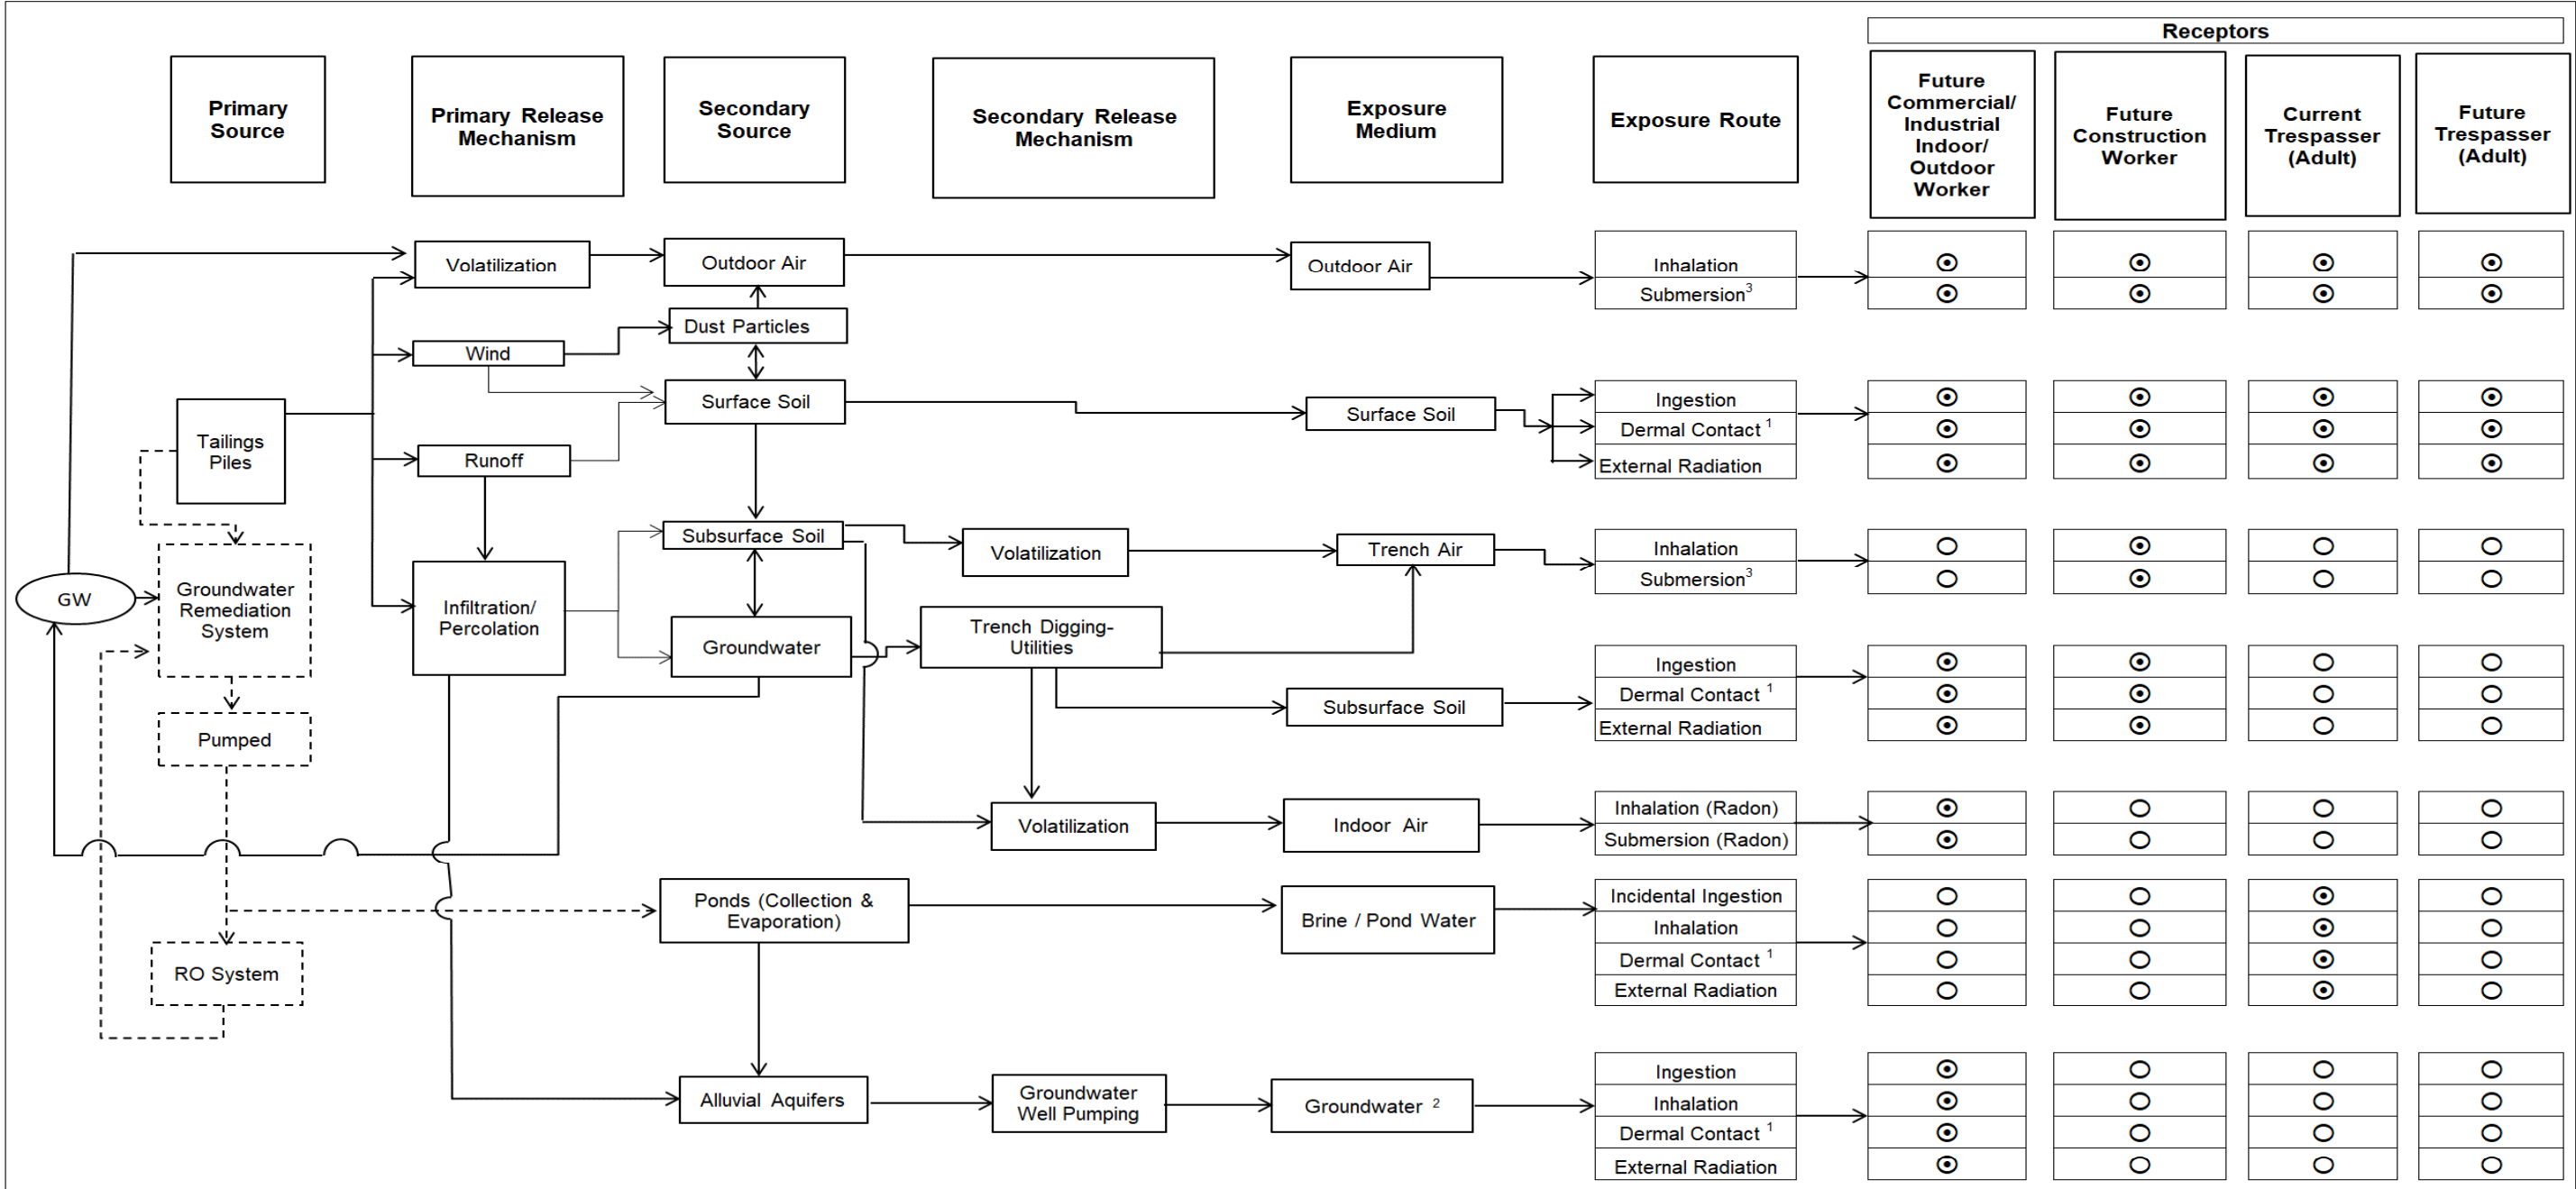 Receptors
Primary
Source
Primary Release
Mechanism
Secondary
Source
Secondary Release
Mechanism
Exposure
Medium
Exposure Route
Future
Commercial/
Industrial
Indoor/
Outdoor
Worker
Future
Construction
Worker
Current
Trespasser
(Adult)
Future
Trespasser
(Adult)
Volatilization
Outdoor Air
Outdoor Air
Inhalation
Submersion3
Dust Particles
Wind
Surface Soil
Surface Soil
Ingestion
Dermal Contact 1
External Radiation
Tailings
Piles
Runoff
Subsurface Soil
Volatilization
Trench Air
Inhalation
Submersion3
GW
Groundwater
Remediation
System
Infiltration/
Percolation
Groundwater
Trench Digging-
Utilities
Ingestion
Dermal Contact 1
External Radiation
Subsurface Soil
Pumped
Volatilization
Indoor Air
Inhalation (Radon)
Submersion (Radon)
Ponds (Collection &
Evaporation)
Brine / Pond Water
Incidental Ingestion
Inhalation
Dermal Contact 1
External Radiation
RO System
Alluvial Aquifers
Groundwater
Well Pumping
Groundwater 2
Ingestion
Inhalation
Dermal Contact 1
External Radiation